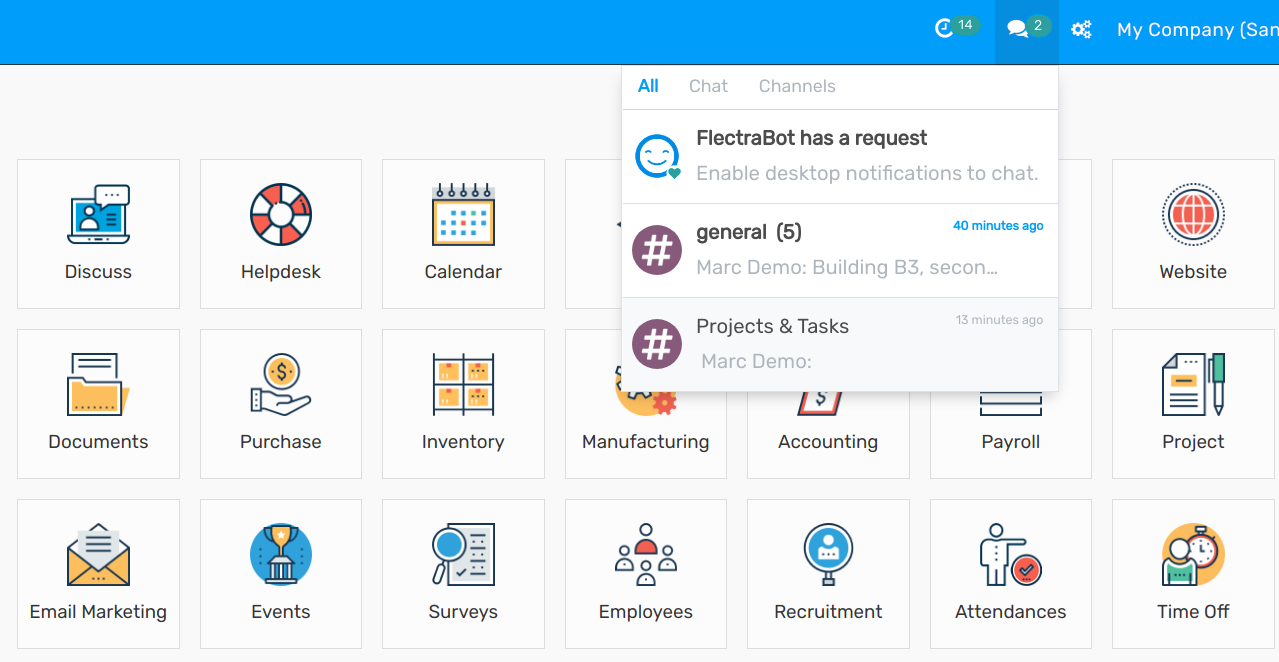 14
2
My Company (San
All Chat Channels
FlectraBot has a request
Enable desktop notifications to chat.
general (5) 40 minutes ago
Marc Demo: Building B3, secon…
Projects & Tasks 13 minutes ago
Marc Demo:
Discuss Helpdesk Calendar Website
Documents Purchase Inventory Manufacturing Accounting Payroll Project
Email Marketing Events Surveys Employees Recruitment Attendances Time Off